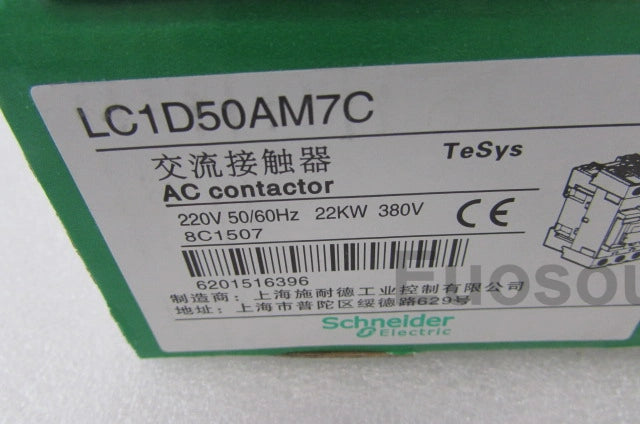 LC1D50AM7C
交流接触器 TeSys
AC contactor
220V 50/60Hz 22KW 380V CE
8C1507
6201516396
制造商：上海施耐德工业控制有限公司
地址：上海市普陀区绥德路629号
Schneider
Electric
Euosou